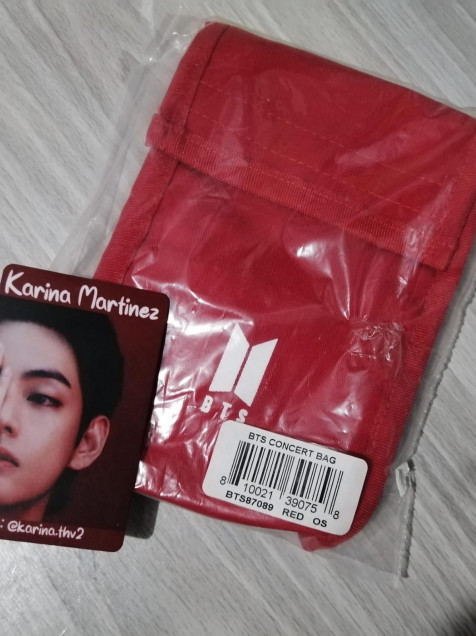 Karina Martinez
: @karina.thv2
BTS
BTS CONCERT BAG
8 10021 39075 8
BTS87089 RED OS